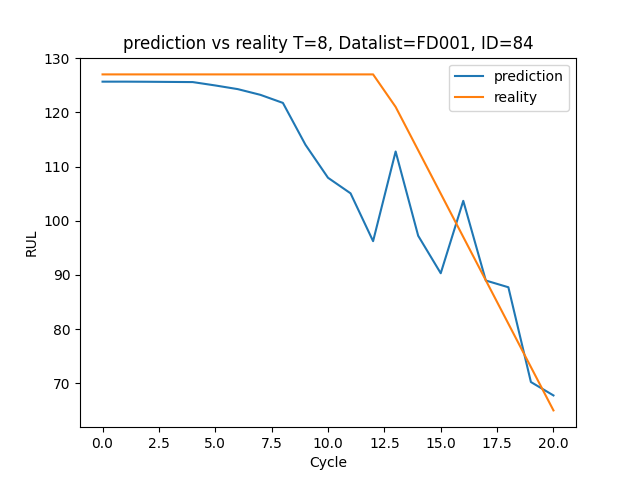 prediction vs reality T=8, Datalist=FD001, ID=84
prediction
reality
RUL
130
120
110
100
90
80
70
0.0 2.5 5.0 7.5 10.0 12.5 15.0 17.5 20.0
Cycle